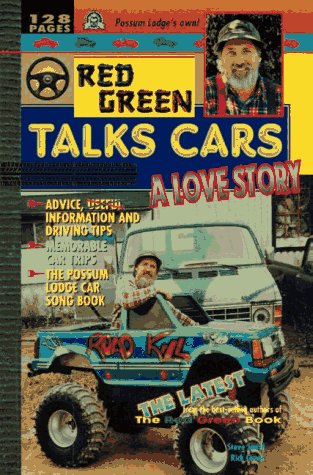 128
PAGES
Possum Lodge's own!
RED
GREEN
TALKS CARS
A LOVE STORY
ADVICE, USEFUL
INFORMATION AND
DRIVING TIPS
MEMORABLE
CAR TRIPS
THE POSSUM
LODGE CAR
SONG BOOK
ROAD KILL
THE LATEST
from the best-selling authors of
The Red Green Book
Steve Smith
Rick Green